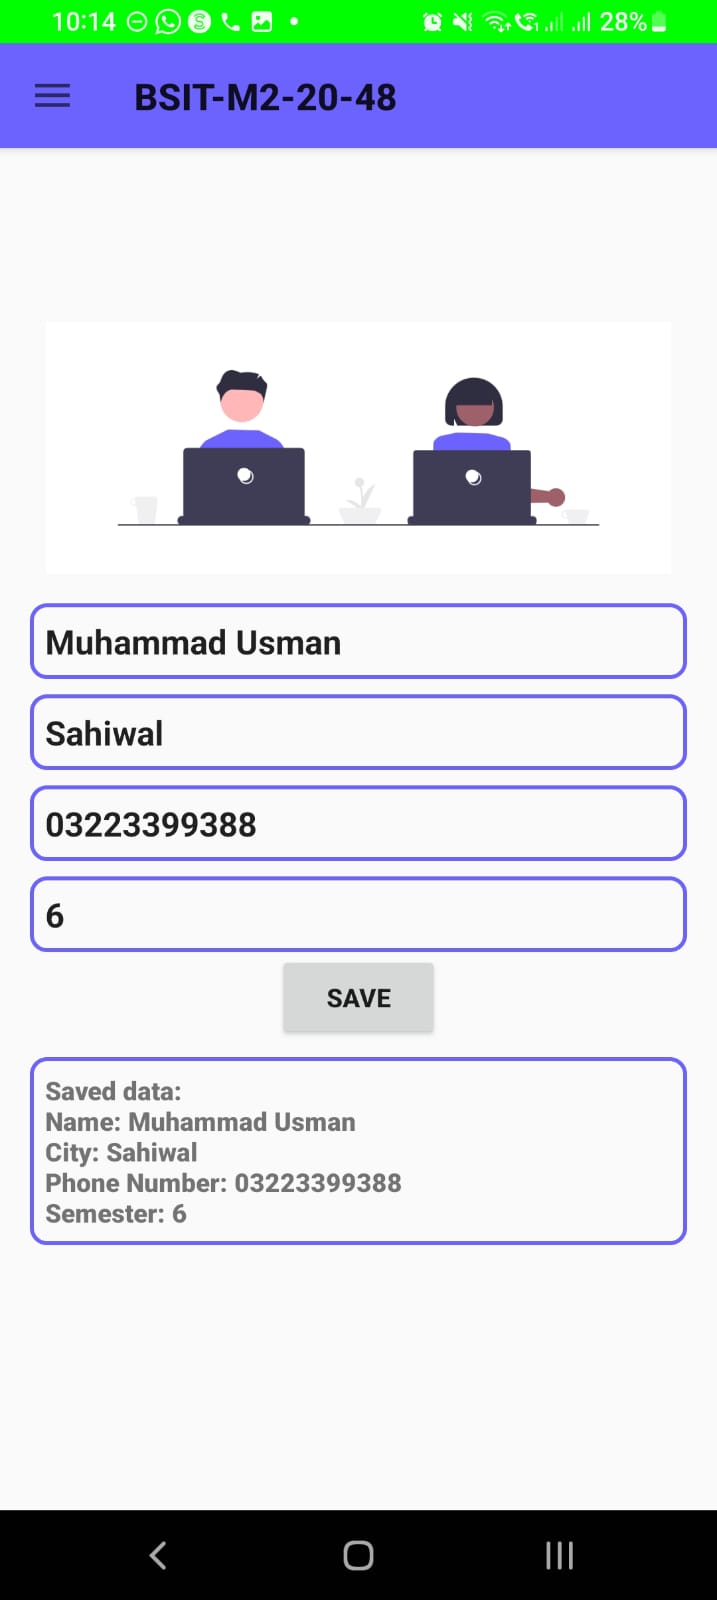 10:14
28%
BSIT-M2-20-48
Muhammad Usman
Sahiwal
03223399388
6
SAVE
Saved data:
Name: Muhammad Usman
City: Sahiwal
Phone Number: 03223399388
Semester: 6